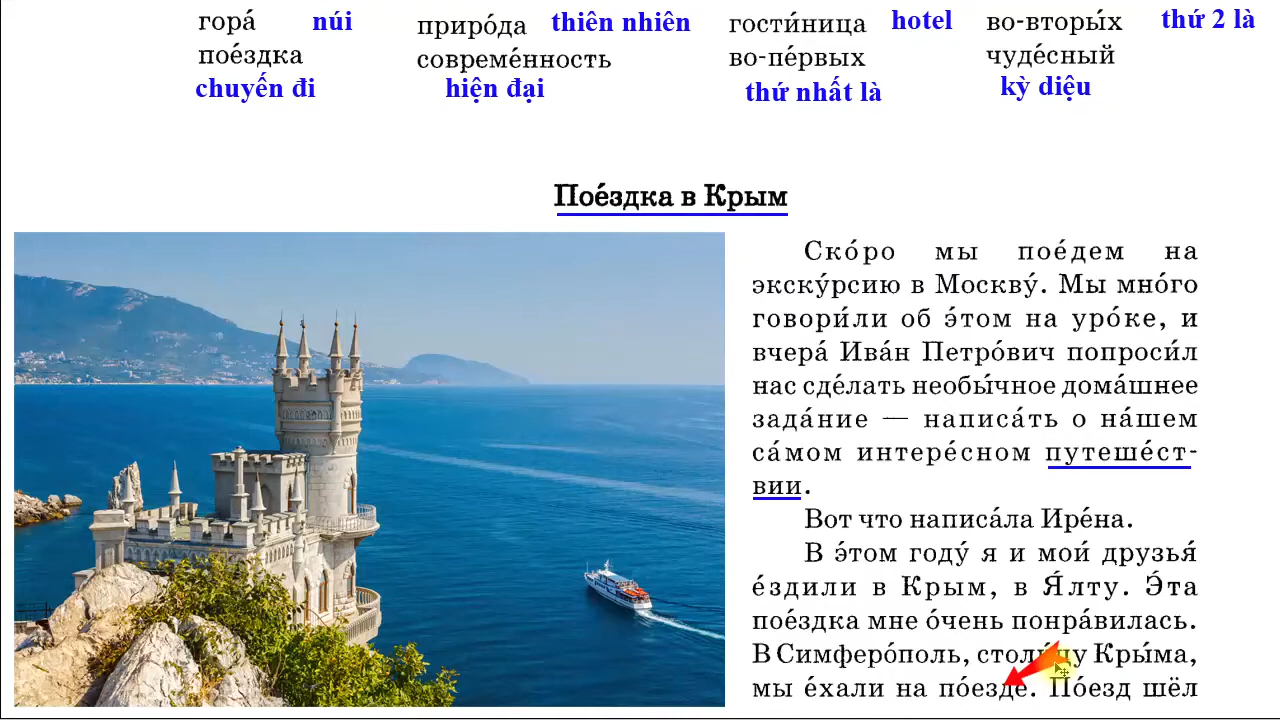 гора́ núi приро́да thiên nhiên гости́ница hotel во-вторы́х thứ 2 là
пое́здка совреме́нность во-пе́рвых чуде́сный
chuyến đi hiện đại thứ nhất là kỳ diệu
Пое́здка в Крым
Ско́ро мы пое́дем на
экску́рсию в Москву́. Мы мно́го
говори́ли об э́том на уро́ке, и
вчера́ Ива́н Петро́вич попроси́л
нас сде́лать необы́чное дома́шнее
зада́ние — написа́ть о на́шем
са́мом интере́сном путеше́ст-
вии.
Вот что написа́ла Ире́на.
В э́том году́ я и мои́ друзья́
е́здили в Крым, в Я́лту. Э́та
пое́здка мне о́чень понра́вилась.
В Симферо́поль, столи́цу Кры́ма,
мы е́хали на по́езде. По́езд шёл